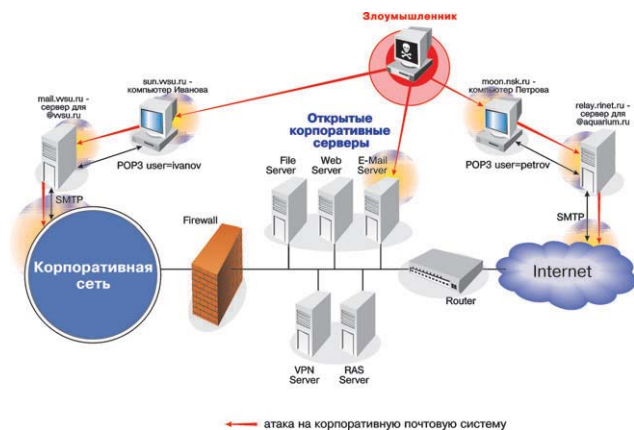 Злоумышленник
sun.vvsu.ru -
компьютер Иванова
mail.vvsu.ru -
сервер для
@vvsu.ru
POP3 user=ivanov
SMTP
moon.nsk.ru -
компьютер Петрова
relay.rinet.ru -
сервер для
@aquarium.ru
POP3 user=petrov
SMTP
Открытые
корпоративные
серверы
File
Server
Web
Server
E-Mail
Server
Firewall
Корпоративная
сеть
Router
Internet
VPN
Server
RAS
Server
атака на корпоративную почтовую систему